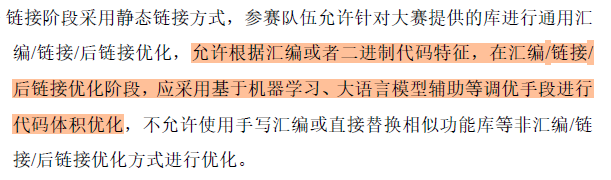 链接阶段采用静态链接方式，参赛队伍允许针对大赛提供的库进行通用汇
编/链接/后链接优化，允许根据汇编或者二进制代码特征，在汇编/链接/
后链接优化阶段，应采用基于机器学习、大语言模型辅助等调优手段进行
代码体积优化，不允许使用手写汇编或直接替换相似功能库等非汇编/链
接/后链接优化方式进行优化。